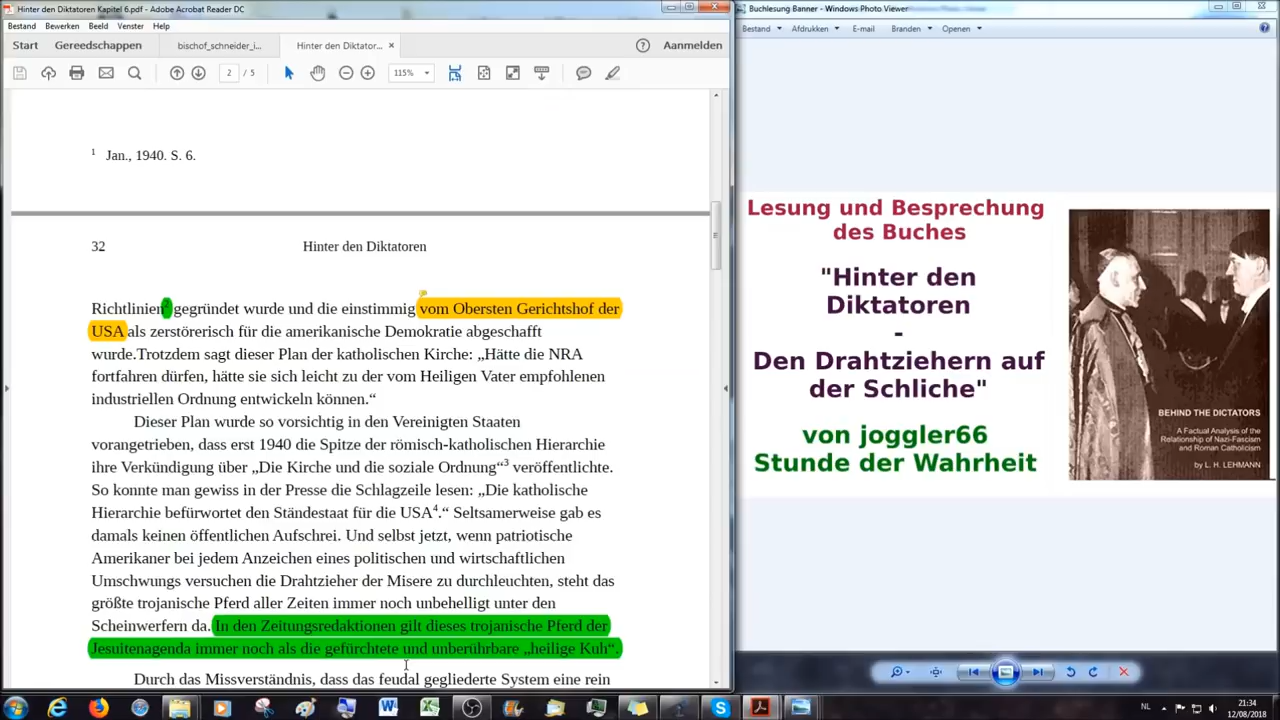 Hinter den Diktatoren Kapitel 6.pdf - Adobe Acrobat Reader DC
Bestand Bewerken Beeld Venster Help
Start Gereedschappen bischof_schneider_i... Hinter den Diktator... × Aanmelden
2 / 5 115%
1 Jan., 1940. S. 6.
32 Hinter den Diktatoren
Richtlinien gegründet wurde und die einstimmig vom Obersten Gerichtshof der
USA als zerstörerisch für die amerikanische Demokratie abgeschafft
wurde.Trotzdem sagt dieser Plan der katholischen Kirche: „Hätte die NRA
fortfahren dürfen, hätte sie sich leicht zu der vom Heiligen Vater empfohlenen
industriellen Ordnung entwickeln können.“
Dieser Plan wurde so vorsichtig in den Vereinigten Staaten
vorangetrieben, dass erst 1940 die Spitze der römisch-katholischen Hierarchie
ihre Verkündigung über „Die Kirche und die soziale Ordnung“3 veröffentlichte.
So konnte man gewiss in der Presse die Schlagzeile lesen: „Die katholische
Hierarchie befürwortet den Ständestaat für die USA4.“ Seltsamerweise gab es
damals keinen öffentlichen Aufschrei. Und selbst jetzt, wenn patriotische
Amerikaner bei jedem Anzeichen eines politischen und wirtschaftlichen
Umschwungs versuchen die Drahtzieher der Misere zu durchleuchten, steht das
größte trojanische Pferd aller Zeiten immer noch unbehelligt unter den
Scheinwerfern da. In den Zeitungsredaktionen gilt dieses trojanische Pferd der
Jesuitenagenda immer noch als die gefürchtete und unberührbare „heilige Kuh“.
Durch das Missverständnis, dass das feudal gegliederte System eine rein
Buchlesung Banner - Windows Photo Viewer
Bestand Afdrukken E-mail Branden Openen
Lesung und Besprechung
des Buches
"Hinter den
Diktatoren
-
Den Drahtziehern auf
der Schliche"
von joggler66
Stunde der Wahrheit
BEHIND THE DICTATORS
A Factual Analysis of the
Relationship of Nazi-Fascism
and Roman Catholicism
by L. H. LEHMANN
NL
21:34
12/08/2018